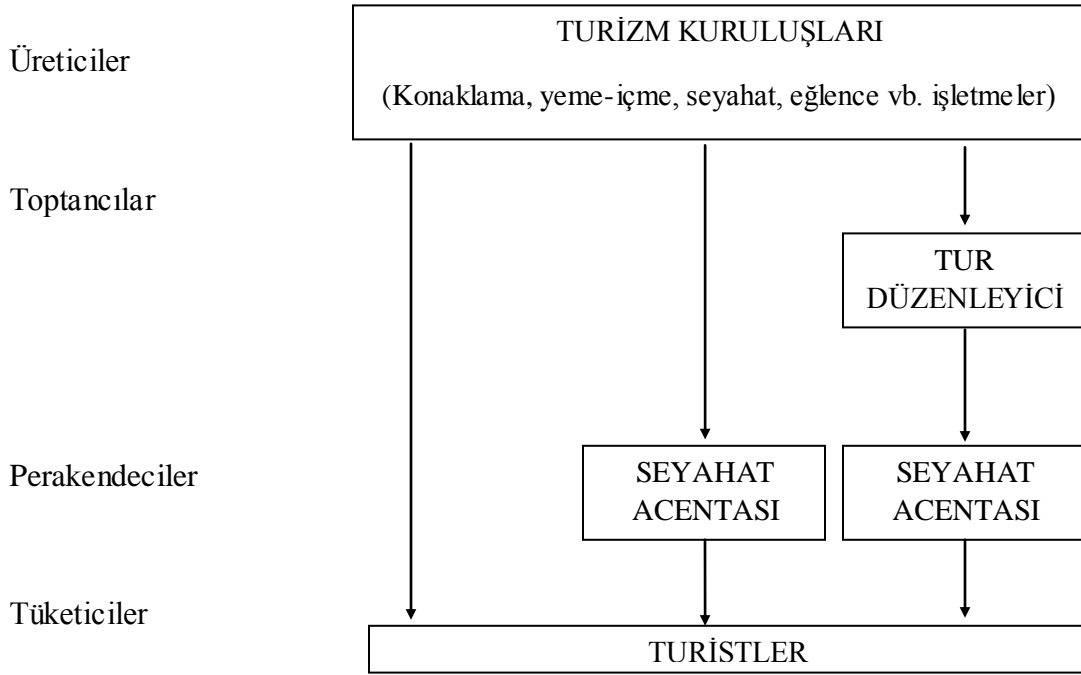 Üreticiler
TURİZM KURULUŞLARI
(Konaklama, yeme-içme, seyahat, eğlence vb. işletmeler)
Toptancılar
TUR
DÜZENLEYİCİ
Perakendeciler
SEYAHAT
ACENTASI
SEYAHAT
ACENTASI
Tüketiciler
TURİSTLER